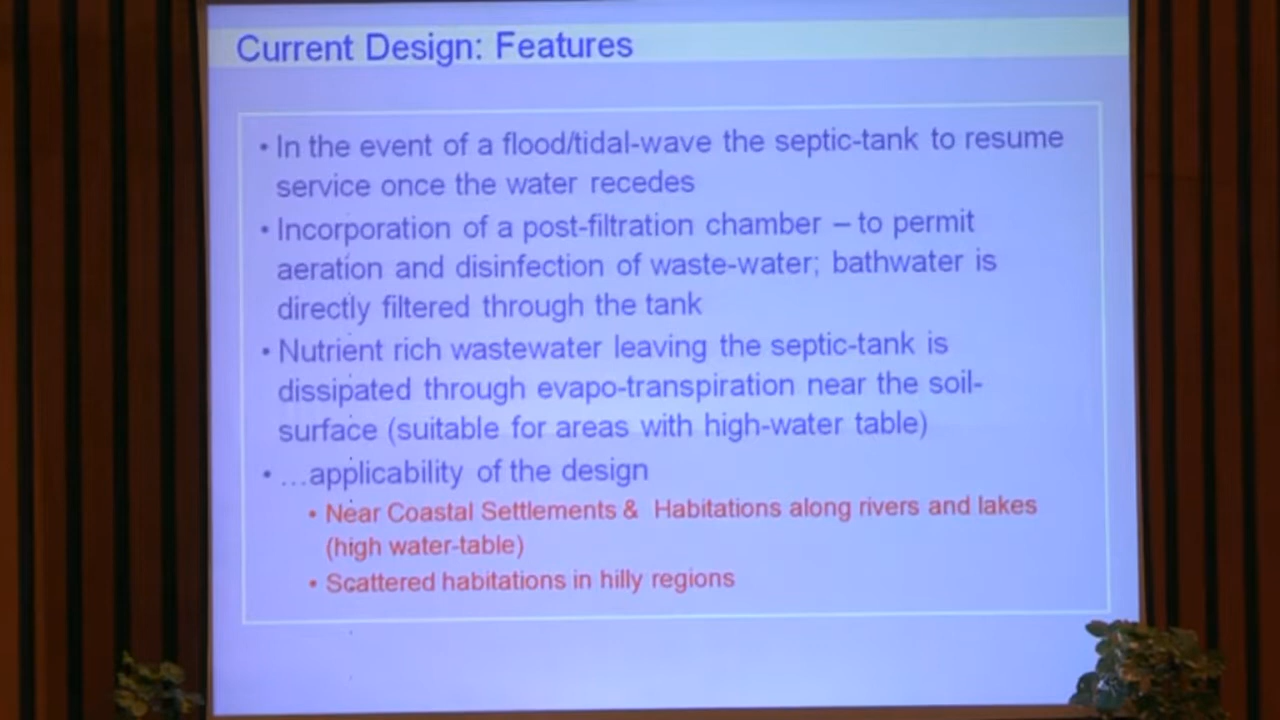 Current Design: Features
• In the event of a flood/tidal-wave the septic-tank to resume
service once the water recedes
• Incorporation of a post-filtration chamber – to permit
aeration and disinfection of waste-water; bathwater is
directly filtered through the tank
• Nutrient rich wastewater leaving the septic-tank is
dissipated through evapo-transpiration near the soil-
surface (suitable for areas with high-water table)
• …applicability of the design
• Near Coastal Settlements & Habitations along rivers and lakes
(high water-table)
• Scattered habitations in hilly regions